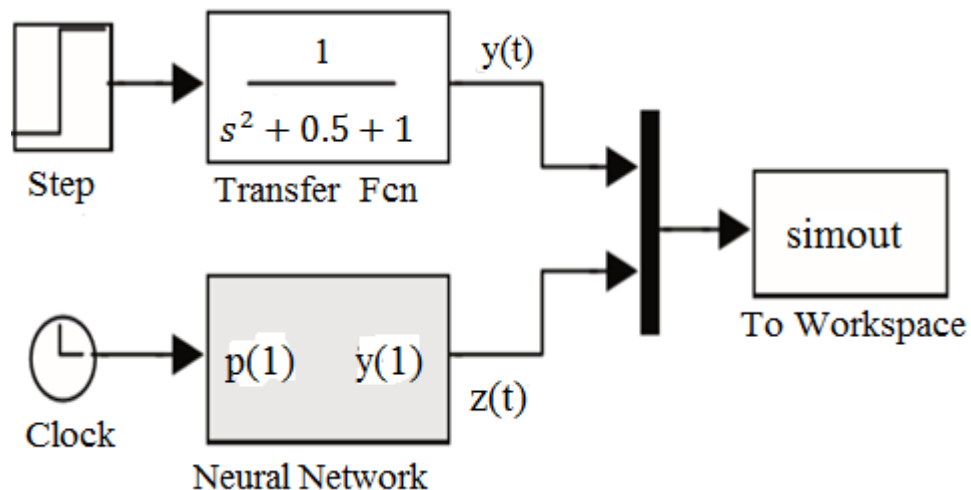 Step
1
s² + 0.5 + 1
Transfer Fcn
y(t)
simout
To Workspace
Clock
p(1) y(1)
z(t)
Neural Network